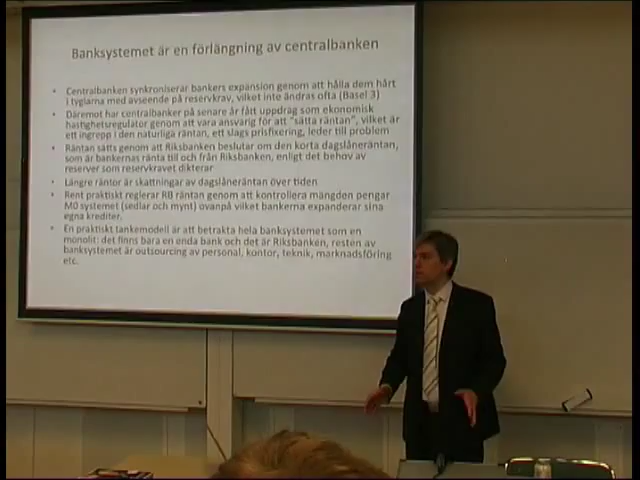 Banksystemet är en förlängning av centralbanken
• Centralbanken synkroniserar bankers expansion genom att hålla dem hårt
i tyglarna med avseende på reservkrav, vilket inte ändras ofta (Basel 3)
• Däremot har centralbanker på senare år fått uppdrag som ekonomisk
hastighetsregulator genom att vara ansvarig för att "sätta räntan", vilket är
ett ingrepp i den naturliga räntan, ett slags prisfixering, leder till problem
• Räntan sätts genom att Riksbanken beslutar om den korta dagslåneräntan,
som är bankernas ränta till och från Riksbanken, enligt det behov av
reserver som reservkravet dikterar
• Längre räntor är skattningar av dagslåneräntan över tiden
• Rent praktiskt reglerar RB räntan genom att kontrollera mängden pengar
M0 systemet (sedlar och mynt) ovanpå vilket bankerna expanderar sina
egna krediter.
• En praktiskt tankemodell är att betrakta hela banksystemet som en
monolit: det finns bara en enda bank och det är Riksbanken, resten av
banksystemet är outsourcing av personal, kontor, teknik, marknadsföring
etc.